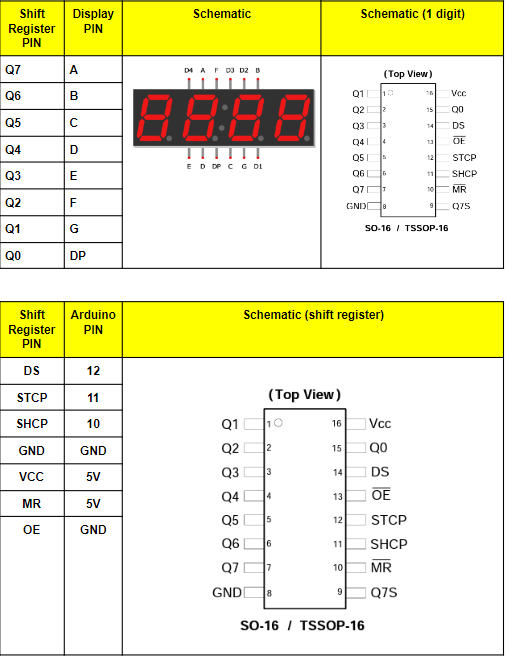 Shift Register PIN	Display PIN	Schematic	Schematic (1 digit)
Q7	A
Q6	B
Q5	C
Q4	D
Q3	E
Q2	F
Q1	G
Q0	DP
D4 A F D3 D2 B
E D DP C G D1
(Top View)
Q1 1 16 Vcc
Q2 2 15 Q0
Q3 3 14 DS
Q4 4 13 OE
Q5 5 12 STCP
Q6 6 11 SHCP
Q7 7 10 MR
GND 8 9 Q7S
SO-16 / TSSOP-16
Shift Register PIN	Arduino PIN	Schematic (shift register)
DS	12
STCP	11
SHCP	10
GND	GND
VCC	5V
MR	5V
OE	GND
(Top View)
Q1 1 16 Vcc
Q2 2 15 Q0
Q3 3 14 DS
Q4 4 13 OE
Q5 5 12 STCP
Q6 6 11 SHCP
Q7 7 10 MR
GND 8 9 Q7S
SO-16 / TSSOP-16